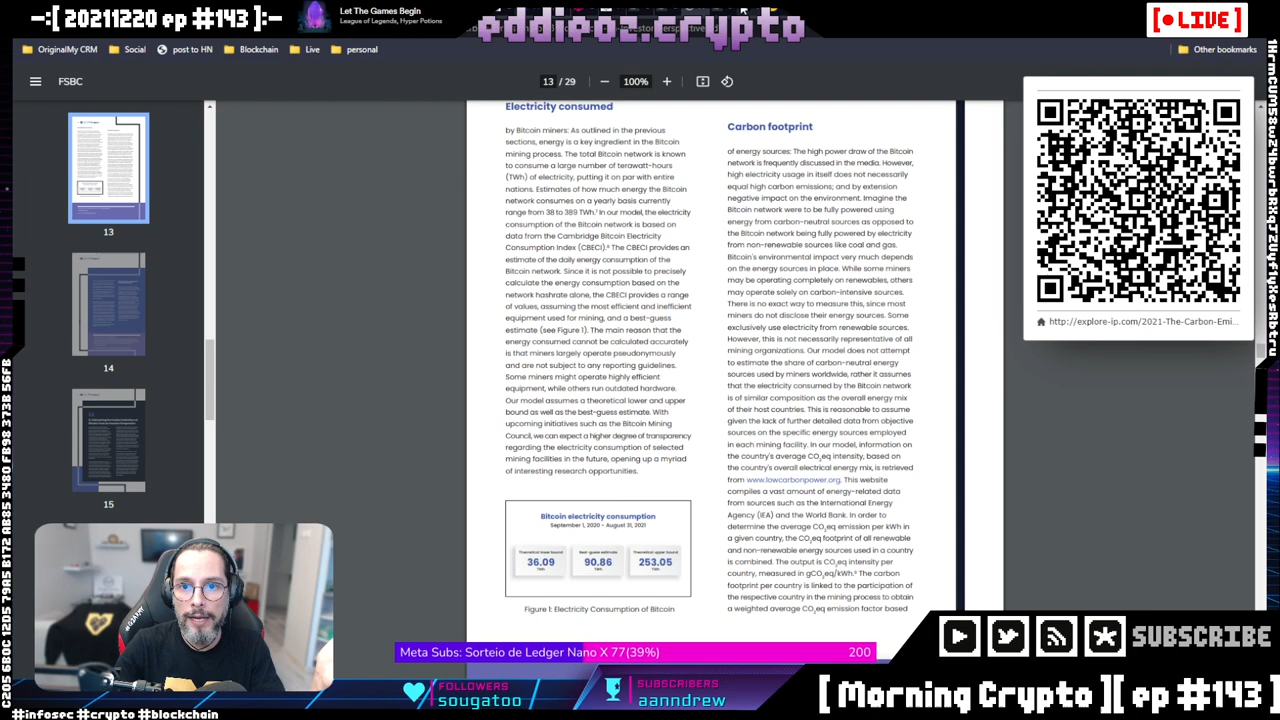 -:[ 20211220 ep #143 ]:-
Let The Games Begin
League of Legends, Hyper Potions
eddieoz.crypto
[ LIVE ]
OriginalMy CRM
Social
post to HN
Blockchain
Live
personal
Other bookmarks
FSBC
13 / 29
100%
13
15
Electricity consumed
by Bitcoin miners: As outlined in the previous
sections, energy is a key ingredient in the Bitcoin
mining process. The total Bitcoin network is known
to consume a large number of terawatt-hours
(TWh) of electricity, putting it on par with entire
nations. Estimates of how much energy the Bitcoin
network consumes on a yearly basis currently
range from 38 to 389 TWh.⁷ In our model, the electricity
consumption of the Bitcoin network is based on
data from the Cambridge Bitcoin Electricity
Consumption Index (CBECI).⁸ The CBECI provides an
estimate of the daily energy consumption of the
Bitcoin network. Since it is not possible to precisely
calculate the energy consumption based on the
network hashrate alone, the CBECI provides a range
of values, assuming the most efficient and inefficient
equipment used for mining, and a best-guess
estimate (see Figure 1). The main reason that the
energy consumed cannot be calculated accurately
is that miners largely operate pseudonymously
and are not subject to any reporting guidelines.
Some miners might operate highly efficient
equipment, while others run outdated hardware.
Our model assumes a theoretical lower and upper
bound as well as the best-guess estimate. With
upcoming initiatives such as the Bitcoin Mining
Council, we can expect a higher degree of transparency
regarding the electricity consumption of selected
mining facilities in the future, opening up a myriad
of interesting research opportunities.
Bitcoin electricity consumption
September 1, 2020 – August 31, 2021
Theoretical lower bound
36.09
TWh
Best-guess estimate
90.86
TWh
Theoretical upper bound
253.05
TWh
Figure 1: Electricity Consumption of Bitcoin
Carbon footprint
of energy sources: The high power draw of the Bitcoin
network is frequently discussed in the media. However,
high electricity usage in itself does not necessarily
equal high carbon emissions; and by extension
negative impact on the environment. Imagine the
Bitcoin network were to be fully powered using
energy from carbon-neutral sources as opposed to
the Bitcoin network being fully powered by electricity
from non-renewable sources like coal and gas.
Bitcoin's environmental impact very much depends
on the energy sources in place. While some miners
may be operating completely on renewables, others
may operate solely on carbon-intensive sources.
There is no exact way to measure this, since most
miners do not disclose their energy sources. Some
exclusively use electricity from renewable sources.
However, this is not necessarily representative of all
mining organizations. Our model does not attempt
to estimate the share of carbon-neutral energy
sources used by miners worldwide, rather it assumes
that the electricity consumed by the Bitcoin network
is of similar composition as the overall energy mix
of their host countries. This is reasonable to assume
given the lack of further detailed data from objective
sources on the specific energy sources employed
in each mining facility. In our model, information on
the country's average CO₂eq intensity, based on
the country's overall electrical energy mix, is retrieved
from www.lowcarbonpower.org. This website
compiles a vast amount of energy-related data
from sources such as the International Energy
Agency (IEA) and the World Bank. In order to
determine the average CO₂eq emission per kWh in
a given country, the CO₂eq footprint of all renewable
and non-renewable energy sources used in a country
is combined. The output is CO₂eq intensity per
country, measured in gCO₂eq/kWh.⁹ The carbon
footprint per country is linked to the participation of
the respective country in the mining process to obtain
a weighted average CO₂eq emission factor based
http://explore-ip.com/2021-The-Carbon-Emi...
Meta Subs: Sorteio de Ledger Nano X 77(39%)
200
SUBSCRIBE
FOLLOWERS
sougatoo
SUBSCRIBERS
aanndrew
[ Morning Crypto ][ ep #143 ]
#infosec #crypto #blockchain